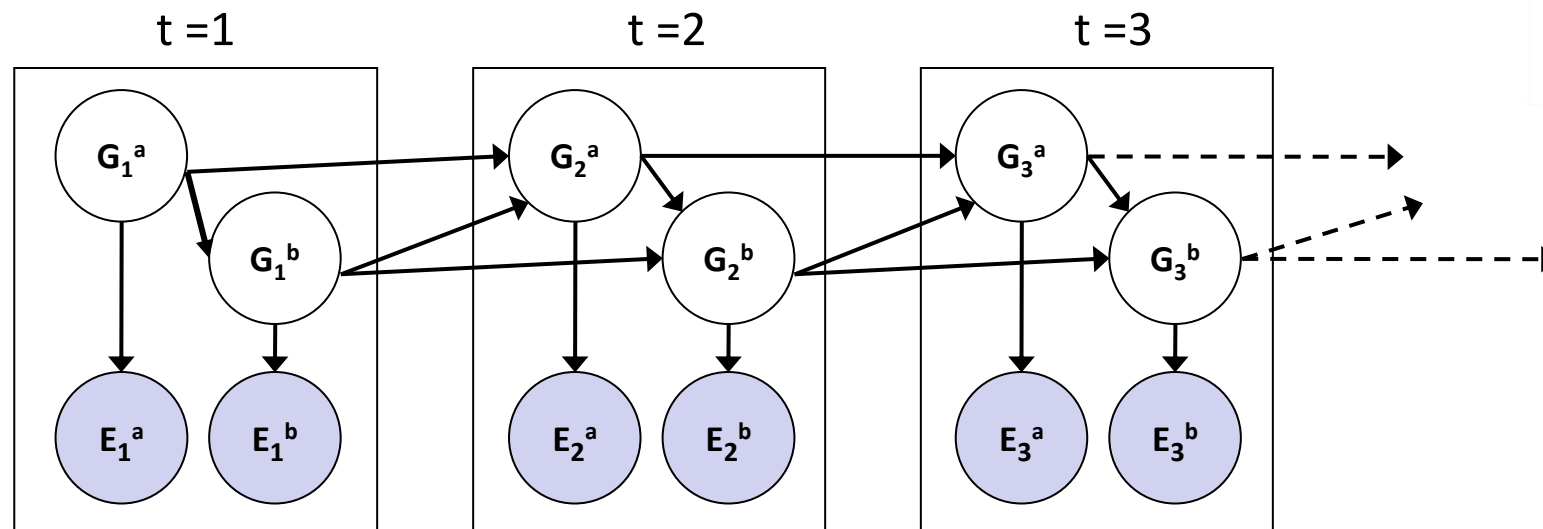 t =1 t =2 t =3
G₁ᵃ G₂ᵃ G₃ᵃ
G₁ᵇ G₂ᵇ G₃ᵇ
E₁ᵃ E₁ᵇ E₂ᵃ E₂ᵇ E₃ᵃ E₃ᵇ